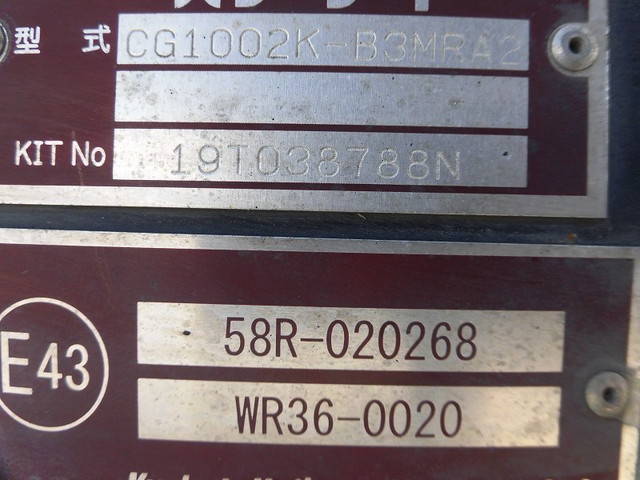 型式 CG1002K-B3MRA2
KIT No 19T038788N
E43
58R-020268
WR36-0020